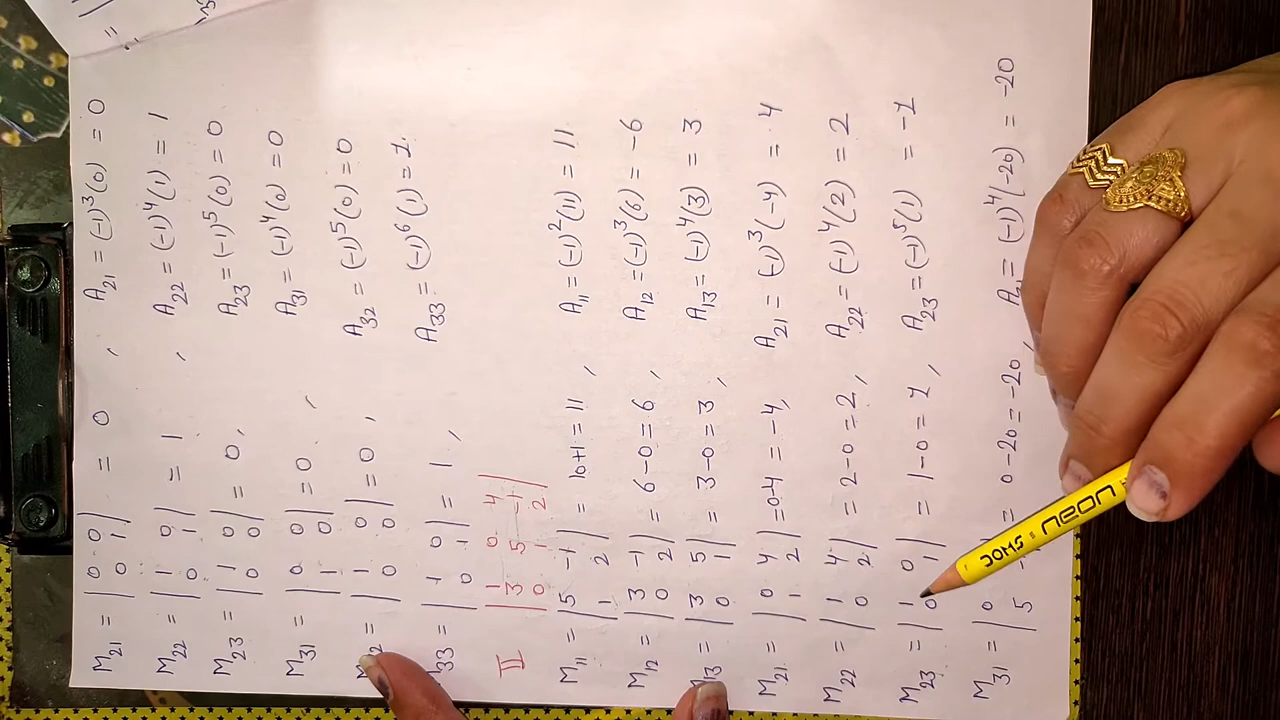 M21 = |0 0 0 1| = 0 , A21 = (-1)^3(0) = 0
M22 = |1 0 0 1| = 1 , A22 = (-1)^4(1) = 1
M23 = |1 0 0 0| = 0, A23 = (-1)^5(0) = 0
M31 = |0 0 1 0| = 0 , A31 = (-1)^4(0) = 0
|1 0 0 0| = 0 , A32 = (-1)^5(0) = 0
33 = |1 0 0 1| = 1 , A33 = (-1)^6(1) = 1.
II |1 0 4
3 5 -1
0 1 2|
M11 = |5 -1 1 2| = 10+1 = 11 , A11 = (-1)^2(11) = 11
M12 = |3 -1 0 2| = 6-0 = 6 , A12 = (-1)^3(6) = -6
13 = |3 5 0 1| = 3-0 = 3 , A13 = (-1)^4(3) = 3
M21 = |0 4 1 2| = 0-4 = -4, A21 = (-1)^3(-4) = 4
M22 = |1 4 0 2| = 2-0 = 2 , A22 = (-1)^4(2) = 2
M23 = |1 0 0 1| = 1-0 = 1 , A23 = (-1)^5(1) = -1
M31 = |0 5 - = 0-20 = -20 , = (-1)^4(-20) = -20
DOMS neon